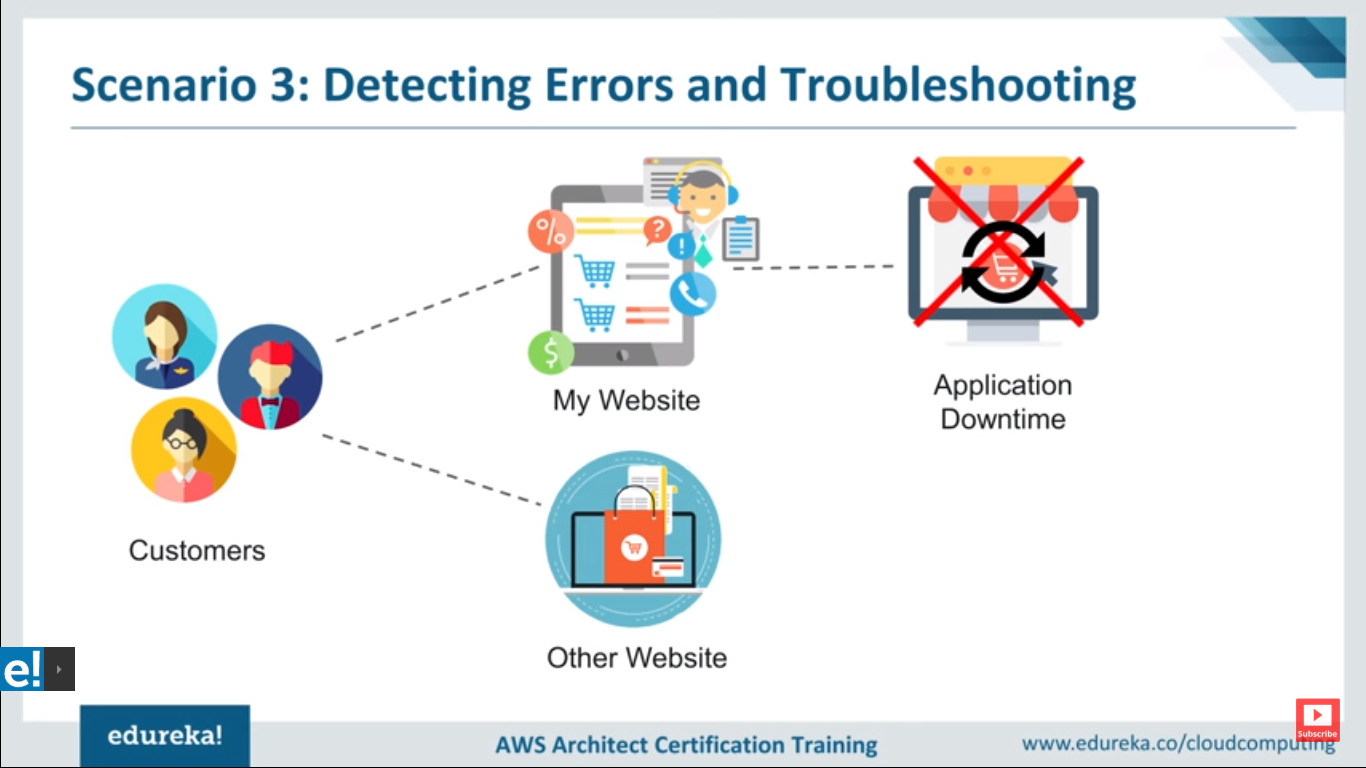 Scenario 3: Detecting Errors and Troubleshooting
%
?
!
$
My Website
Application
Downtime
Customers
Other Website
e!
edureka!
AWS Architect Certification Training
www.edureka.co/cloudcomputing
Subscribe